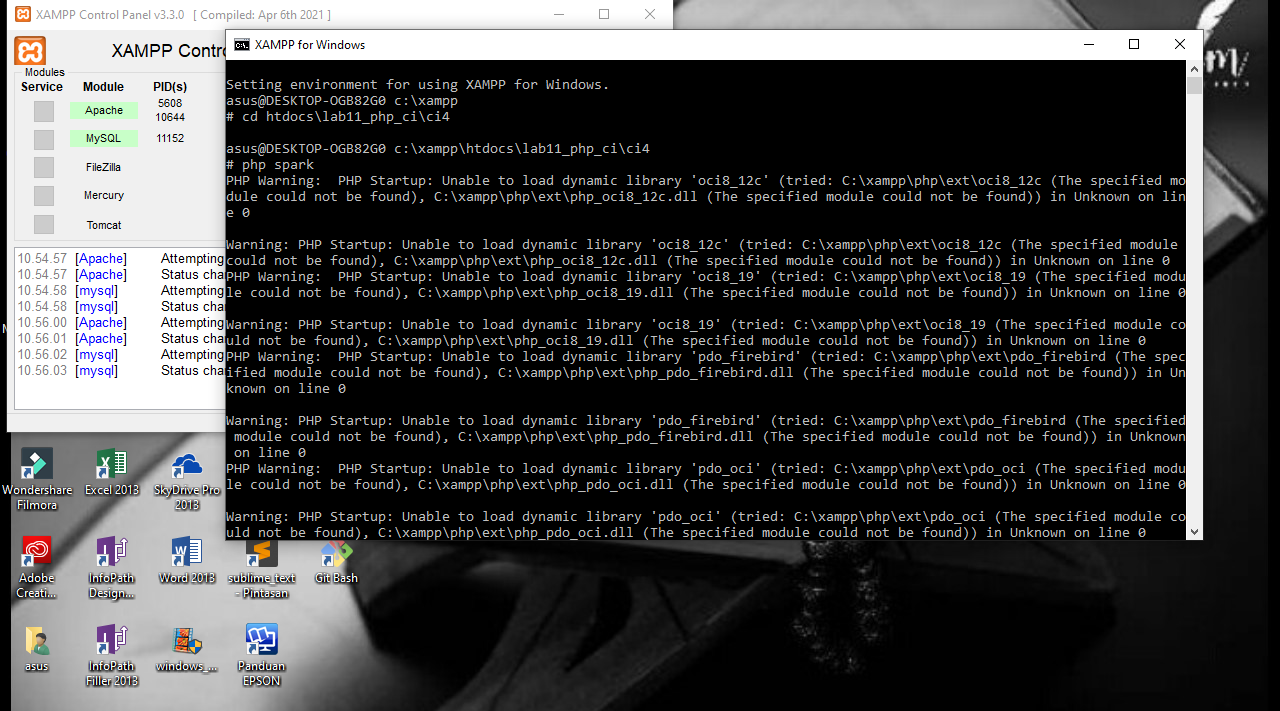 XAMPP Control Panel v3.3.0 [ Compiled: Apr 6th 2021 ]
XAMPP Contro
Modules
Service Module PID(s)
Apache 5608
10644
MySQL 11152
FileZilla
Mercury
Tomcat
10.54.57 [Apache] Attempting
10.54.57 [Apache] Status cha
10.54.58 [mysql] Attempting
10.54.58 [mysql] Status cha
10.56.00 [Apache] Attempting
10.56.01 [Apache] Status cha
10.56.02 [mysql] Attempting
10.56.03 [mysql] Status cha
XAMPP for Windows
Setting environment for using XAMPP for Windows.
asus@DESKTOP-OGB82G0 c:\xampp
# cd htdocs\lab11_php_ci\ci4
asus@DESKTOP-OGB82G0 c:\xampp\htdocs\lab11_php_ci\ci4
# php spark
PHP Warning:  PHP Startup: Unable to load dynamic library 'oci8_12c' (tried: C:\xampp\php\ext\oci8_12c (The specified mo
dule could not be found), C:\xampp\php\ext\php_oci8_12c.dll (The specified module could not be found)) in Unknown on lin
e 0
Warning: PHP Startup: Unable to load dynamic library 'oci8_12c' (tried: C:\xampp\php\ext\oci8_12c (The specified module
could not be found), C:\xampp\php\ext\php_oci8_12c.dll (The specified module could not be found)) in Unknown on line 0
PHP Warning:  PHP Startup: Unable to load dynamic library 'oci8_19' (tried: C:\xampp\php\ext\oci8_19 (The specified modu
le could not be found), C:\xampp\php\ext\php_oci8_19.dll (The specified module could not be found)) in Unknown on line 0
Warning: PHP Startup: Unable to load dynamic library 'oci8_19' (tried: C:\xampp\php\ext\oci8_19 (The specified module co
uld not be found), C:\xampp\php\ext\php_oci8_19.dll (The specified module could not be found)) in Unknown on line 0
PHP Warning:  PHP Startup: Unable to load dynamic library 'pdo_firebird' (tried: C:\xampp\php\ext\pdo_firebird (The spec
ified module could not be found), C:\xampp\php\ext\php_pdo_firebird.dll (The specified module could not be found)) in Un
known on line 0
Warning: PHP Startup: Unable to load dynamic library 'pdo_firebird' (tried: C:\xampp\php\ext\pdo_firebird (The specified
module could not be found), C:\xampp\php\ext\php_pdo_firebird.dll (The specified module could not be found)) in Unknown
on line 0
PHP Warning:  PHP Startup: Unable to load dynamic library 'pdo_oci' (tried: C:\xampp\php\ext\pdo_oci (The specified modu
le could not be found), C:\xampp\php\ext\php_pdo_oci.dll (The specified module could not be found)) in Unknown on line 0
Warning: PHP Startup: Unable to load dynamic library 'pdo_oci' (tried: C:\xampp\php\ext\pdo_oci (The specified module co
uld not be found), C:\xampp\php\ext\php_pdo_oci.dll (The specified module could not be found)) in Unknown on line 0
Wondershare
Filmora
Excel 2013
SkyDrive Pro
2013
Adobe
Creati...
InfoPath
Design...
Word 2013
sublime_text
- Pintasan
Git Bash
asus
InfoPath
Filler 2013
windows_...
Panduan
EPSON